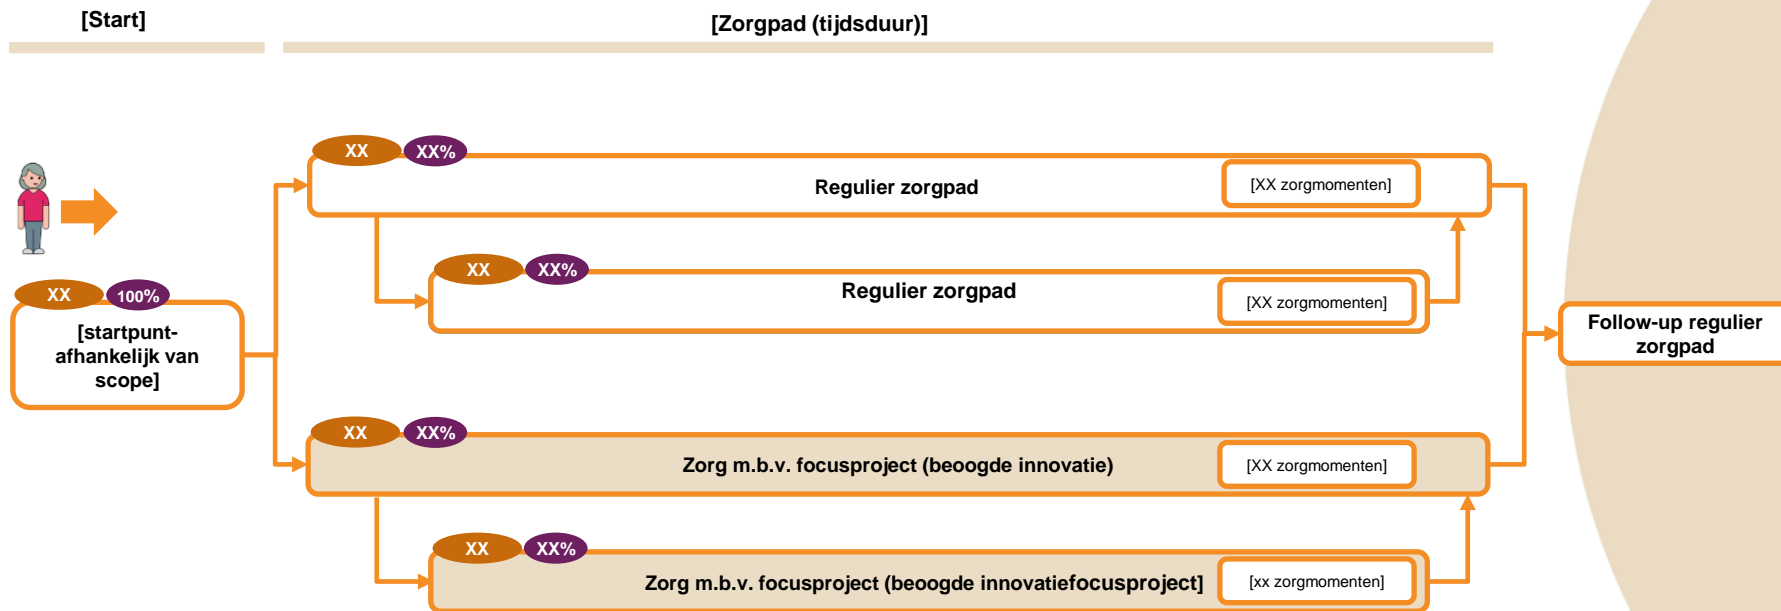 [Start]
[Zorgpad (tijdsduur)]
XX
XX%
Regulier zorgpad
[XX zorgmomenten]
XX
XX%
Regulier zorgpad
[XX zorgmomenten]
XX
100%
[startpunt-
afhankelijk van
scope]
Follow-up regulier
zorgpad
XX
XX%
Zorg m.b.v. focusproject (beoogde innovatie)
[XX zorgmomenten]
XX
XX%
Zorg m.b.v. focusproject (beoogde innovatiefocusproject]
[xx zorgmomenten]